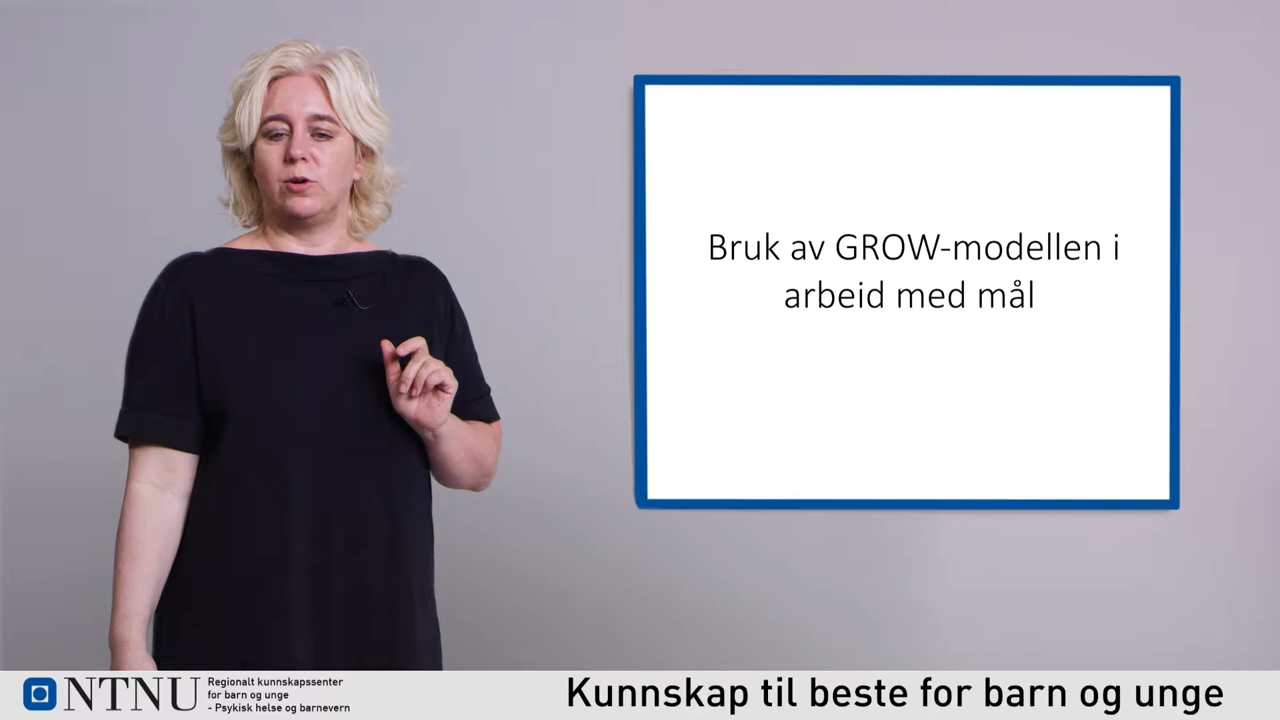 Bruk av GROW-modellen i
arbeid med mål
NTNU
Regionalt kunnskapssenter
for barn og unge
- Psykisk helse og barnevern
Kunnskap til beste for barn og unge